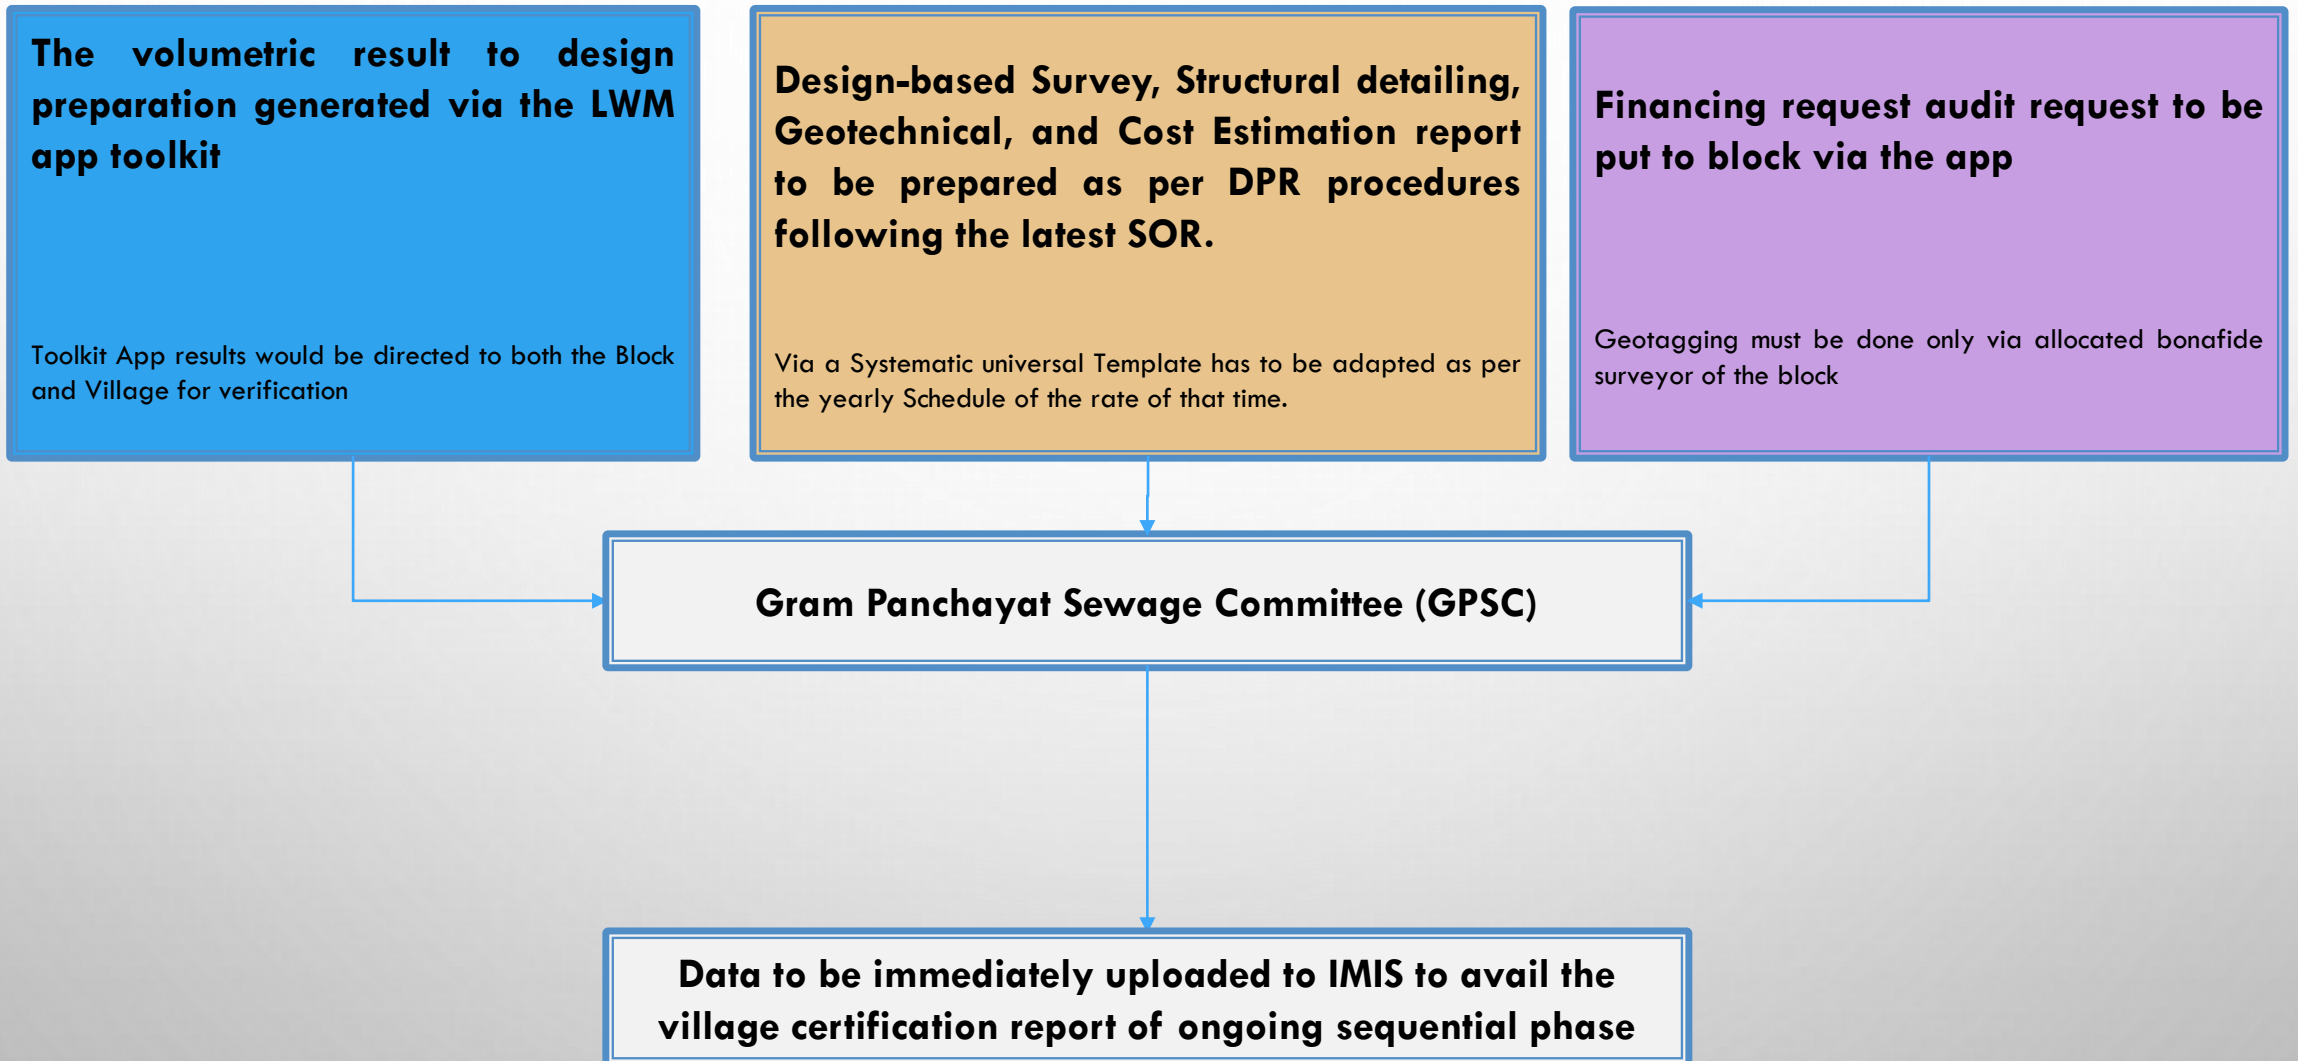 The volumetric result to design
preparation generated via the LWM
app toolkit
Toolkit App results would be directed to both the Block
and Village for verification
Design-based Survey, Structural detailing,
Geotechnical, and Cost Estimation report
to be prepared as per DPR procedures
following the latest SOR.
Via a Systematic universal Template has to be adapted as per
the yearly Schedule of the rate of that time.
Financing request audit request to be
put to block via the app
Geotagging must be done only via allocated bonafide
surveyor of the block
Gram Panchayat Sewage Committee (GPSC)
Data to be immediately uploaded to IMIS to avail the
village certification report of ongoing sequential phase